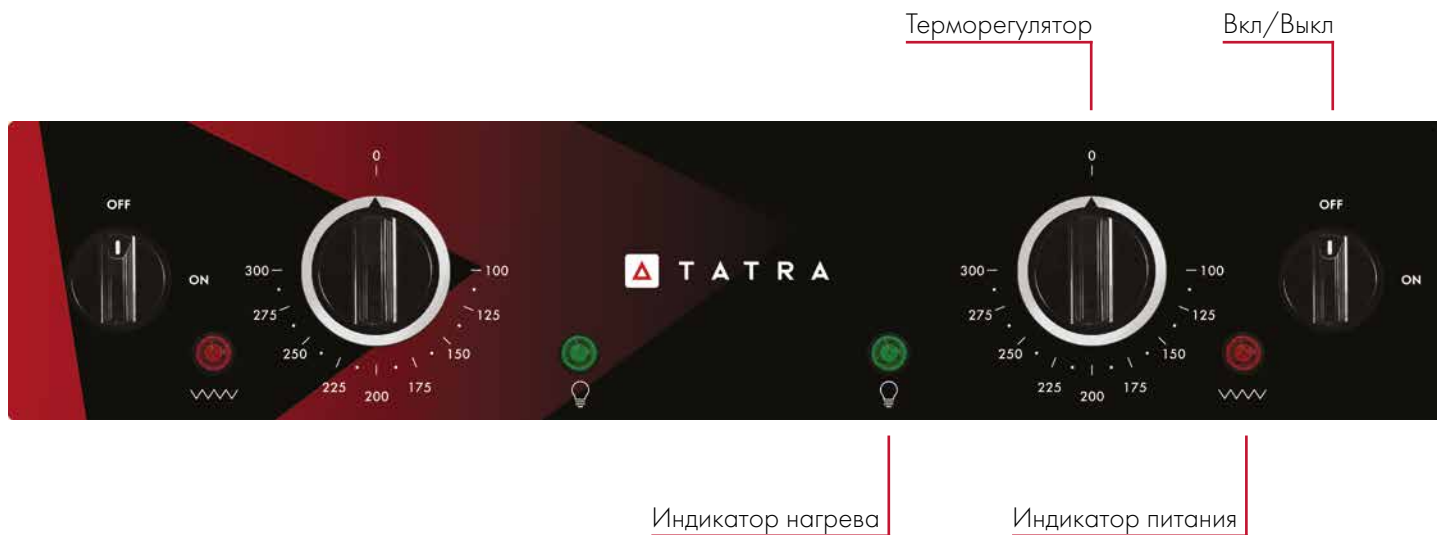 Терморегулятор
Вкл/Выкл
0
OFF
ON
300
275
250
225
200
175
150
125
100
TATRA
0
300
275
250
225
200
175
150
125
100
OFF
ON
Индикатор нагрева
Индикатор питания